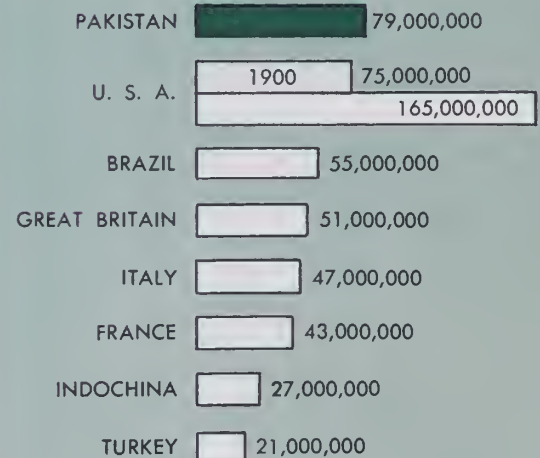 PAKISTAN 79,000,000
1900 75,000,000
U. S. A.
165,000,000
BRAZIL 55,000,000
GREAT BRITAIN 51,000,000
ITALY 47,000,000
FRANCE 43,000,000
INDOCHINA 27,000,000
TURKEY 21,000,000